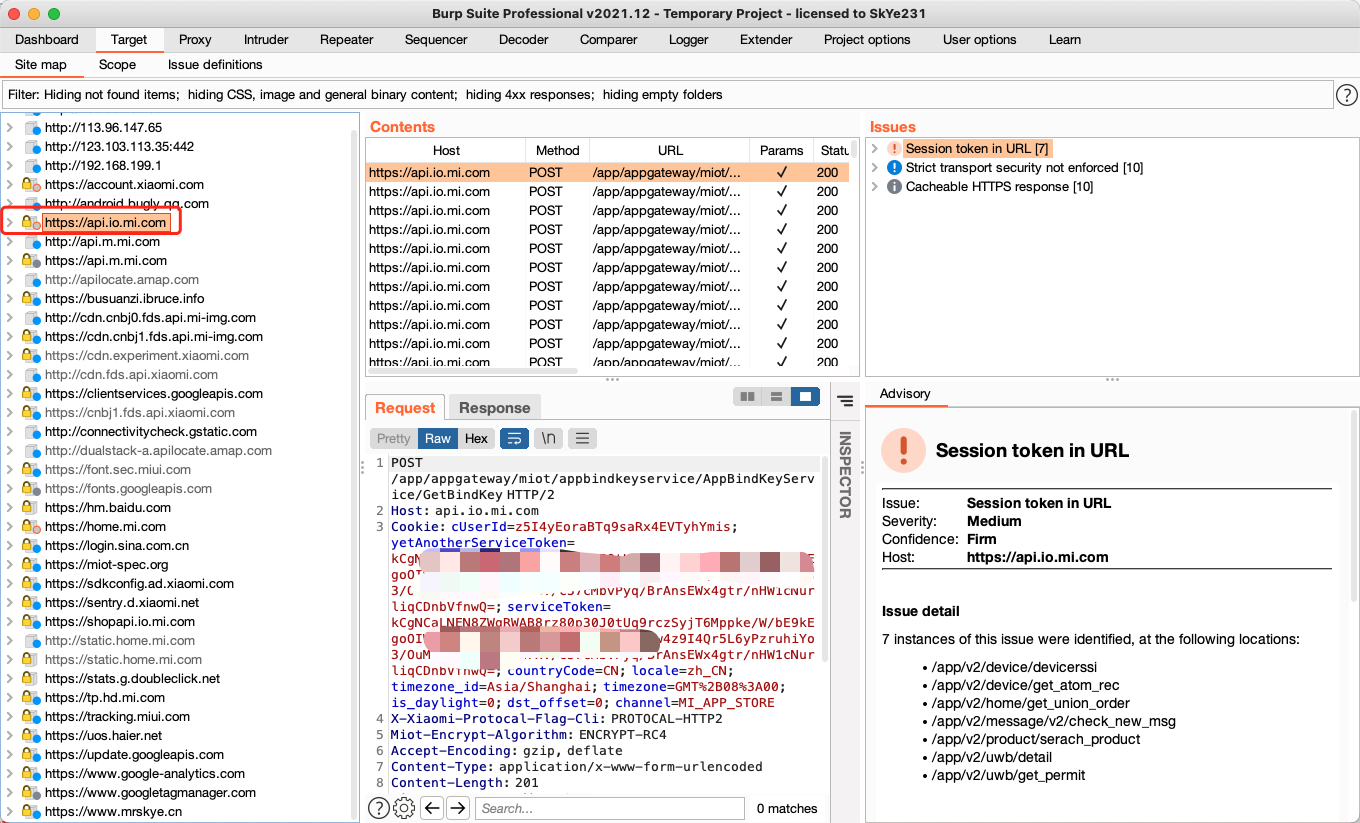 Burp Suite Professional v2021.12 - Temporary Project - licensed to SkYe231
Dashboard Target Proxy Intruder Repeater Sequencer Decoder Comparer Logger Extender Project options User options Learn
Site map Scope Issue definitions
Filter: Hiding not found items; hiding CSS, image and general binary content; hiding 4xx responses; hiding empty folders
?
http://113.96.147.65
http://123.103.113.35:442
http://192.168.199.1
https://account.xiaomi.com
http://android.bugly.qq.com
https://api.io.mi.com
http://api.m.mi.com
https://api.m.mi.com
http://apilocate.amap.com
https://busuanzi.ibruce.info
http://cdn.cnbj0.fds.api.mi-img.com
https://cdn.cnbj1.fds.api.mi-img.com
https://cdn.experiment.xiaomi.com
http://cdn.fds.api.xiaomi.com
https://clientservices.googleapis.com
https://cnbj1.fds.api.xiaomi.com
http://connectivitycheck.gstatic.com
http://dualstack-a.apilocate.amap.com
https://font.sec.miui.com
https://fonts.googleapis.com
https://hm.baidu.com
https://home.mi.com
https://login.sina.com.cn
https://miot-spec.org
https://sdkconfig.ad.xiaomi.com
https://sentry.d.xiaomi.net
https://shopapi.io.mi.com
http://static.home.mi.com
https://static.home.mi.com
https://stats.g.doubleclick.net
https://tp.hd.mi.com
https://tracking.miui.com
https://uos.haier.net
https://update.googleapis.com
https://www.google-analytics.com
https://www.googletagmanager.com
https://www.mrskye.cn
Contents
Host Method URL Params Statu
https://api.io.mi.com POST /app/appgateway/miot/... ✓ 200
https://api.io.mi.com POST /app/appgateway/miot/... ✓ 200
https://api.io.mi.com POST /app/appgateway/miot/... ✓ 200
https://api.io.mi.com POST /app/appgateway/miot/... ✓ 200
https://api.io.mi.com POST /app/appgateway/miot/... ✓ 200
https://api.io.mi.com POST /app/appgateway/miot/... ✓ 200
https://api.io.mi.com POST /app/appgateway/miot/... ✓ 200
https://api.io.mi.com POST /app/appgateway/miot/... ✓ 200
https://api.io.mi.com POST /app/appgateway/miot/... ✓ 200
https://api.io.mi.com POST /app/appgateway/miot/... ✓ 200
https://api.io.mi.com POST /app/appgateway/miot/... ✓ 200
Request Response
Pretty Raw Hex \n
1 POST
/app/appgateway/miot/appbindkeyservice/AppBindKeyServ
ice/GetBindKey HTTP/2
2 Host: api.io.mi.com
3 Cookie: cUserId=z5I4yEoraBTq9saRx4EVTyhYmis;
yetAnotherServiceToken=
liqCDnbVfnwQ=; serviceToken=
kCgNCaLNEN8ZWgRWAB8rz80p30J0tUq9rczSyjT6Mppke/W/bE9kE
liqCDnbVfnwQ=; countryCode=CN; locale=zh_CN;
timezone_id=Asia/Shanghai; timezone=GMT%2B08%3A00;
is_daylight=0; dst_offset=0; channel=MI_APP_STORE
4 X-Xiaomi-Protocal-Flag-Cli: PROTOCAL-HTTP2
5 Miot-Encrypt-Algorithm: ENCRYPT-RC4
6 Accept-Encoding: gzip, deflate
7 Content-Type: application/x-www-form-urlencoded
8 Content-Length: 201
? Search... 0 matches
INSPECTOR
Issues
Session token in URL [7]
Strict transport security not enforced [10]
Cacheable HTTPS response [10]
Advisory
Session token in URL
Issue: Session token in URL
Severity: Medium
Confidence: Firm
Host: https://api.io.mi.com
Issue detail
7 instances of this issue were identified, at the following locations:
• /app/v2/device/devicerssi
• /app/v2/device/get_atom_rec
• /app/v2/home/get_union_order
• /app/v2/message/v2/check_new_msg
• /app/v2/product/serach_product
• /app/v2/uwb/detail
• /app/v2/uwb/get_permit